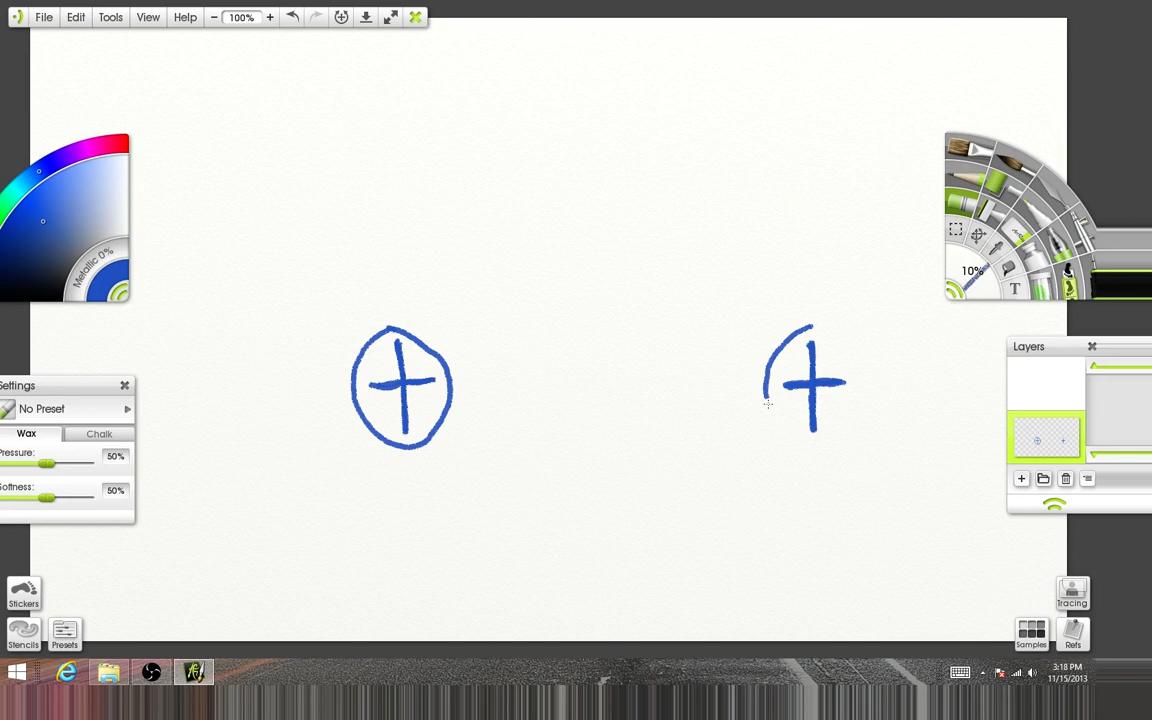 File Edit Tools View Help − 100% +
Metallic 0%
10%
T
Settings
No Preset
Wax Chalk
Pressure: 50%
Softness: 50%
Layers
Stickers
Stencils Presets
Tracing
Samples Refs
3:18 PM
11/15/2013